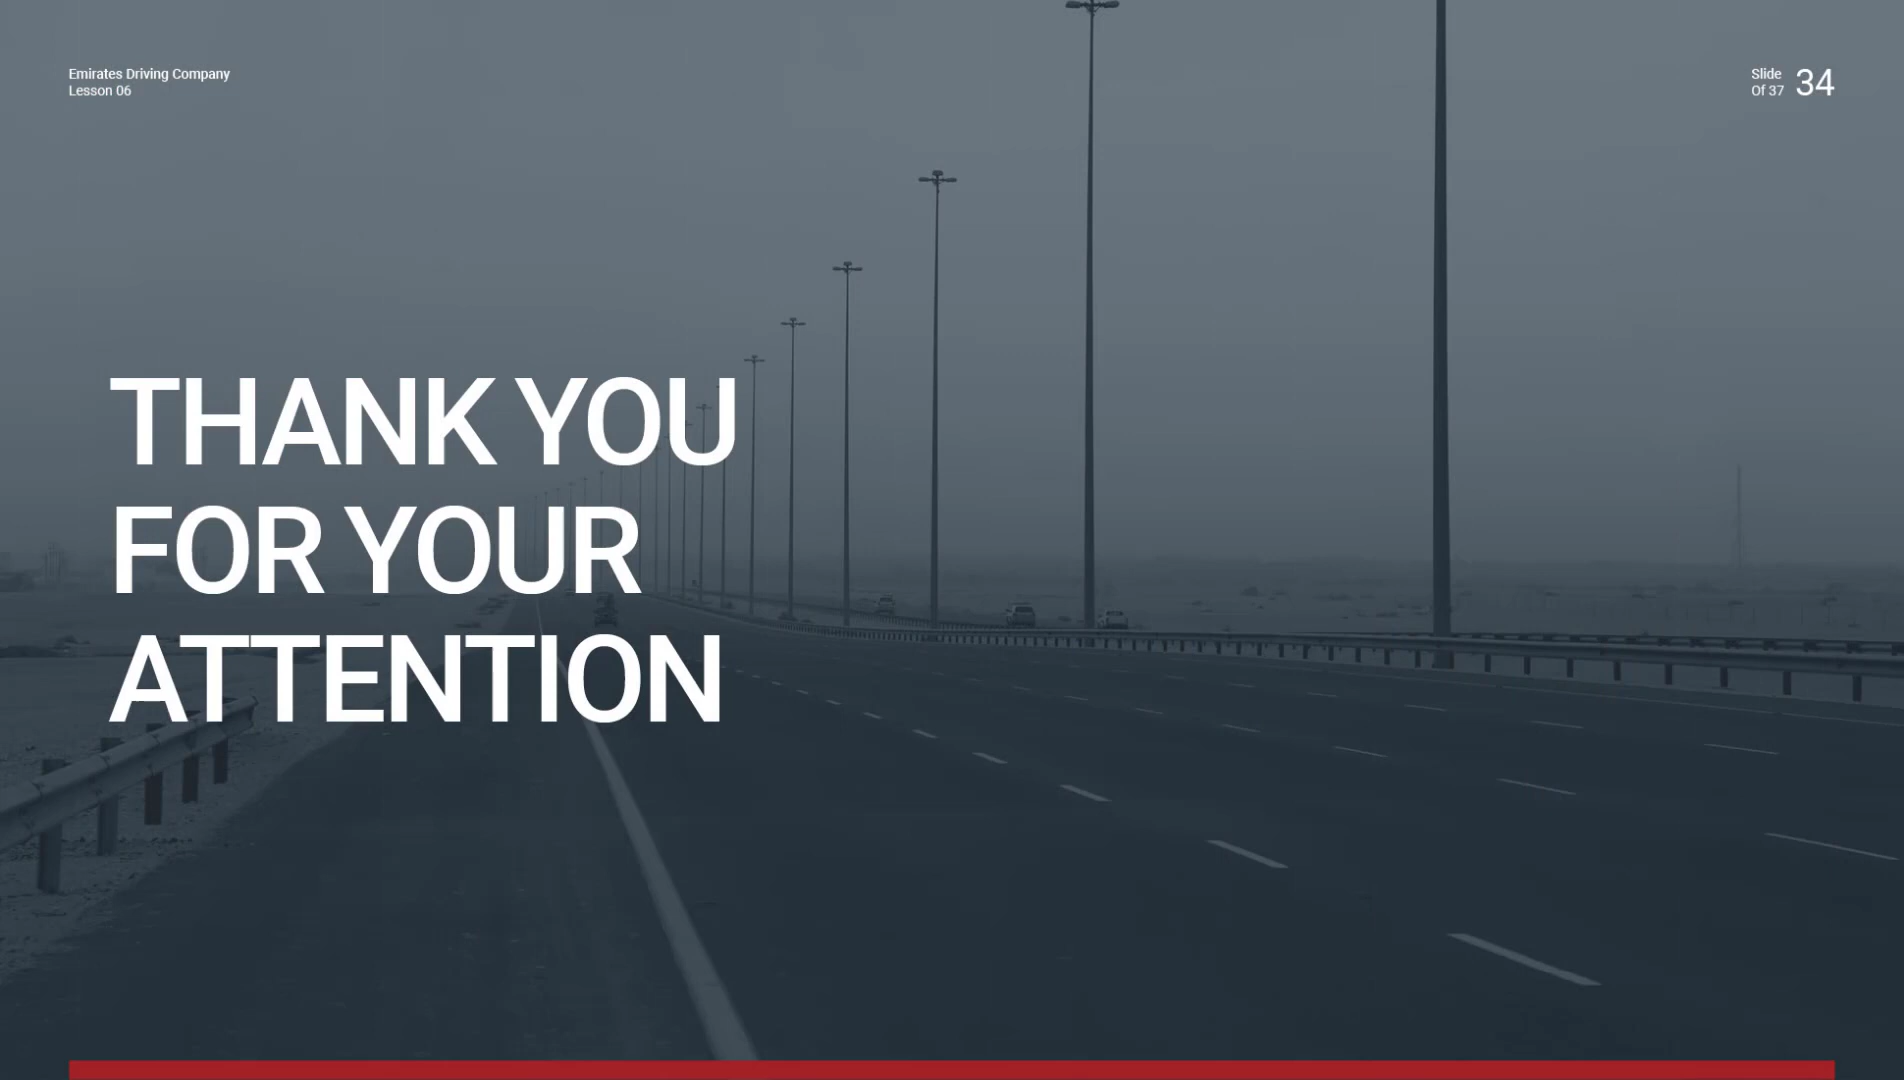 Emirates Driving Company
Lesson 06
Slide
Of 37
34
THANK YOU
FOR YOUR
ATTENTION